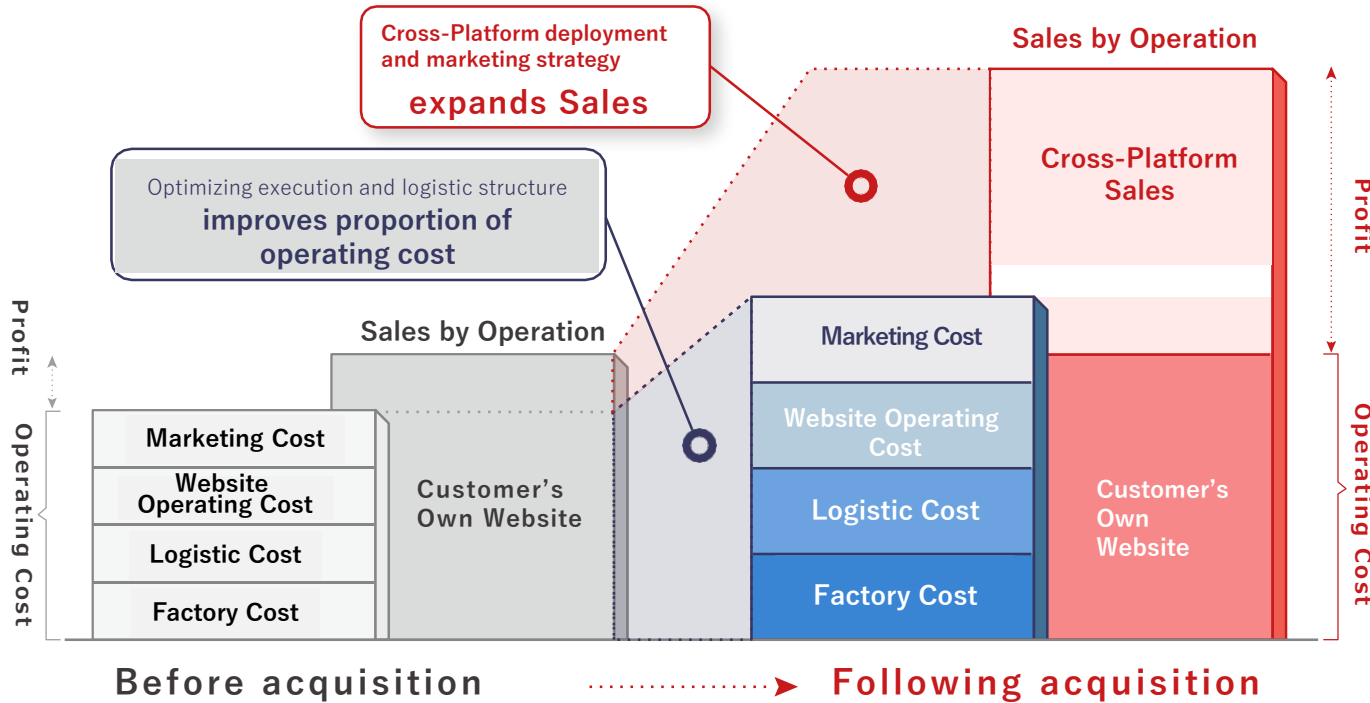 Cross-Platform deployment
and marketing strategy
expands Sales
Sales by Operation
Optimizing execution and logistic structure
improves proportion of
operating cost
Cross-Platform
Sales
Profit
Profit
Sales by Operation
Marketing Cost
Website Operating
Cost
Operating Cost
Marketing Cost
Website
Operating Cost
Logistic Cost
Factory Cost
Customer’s
Own Website
Logistic Cost
Factory Cost
Customer’s
Own
Website
Operating Cost
Before acquisition
Following acquisition